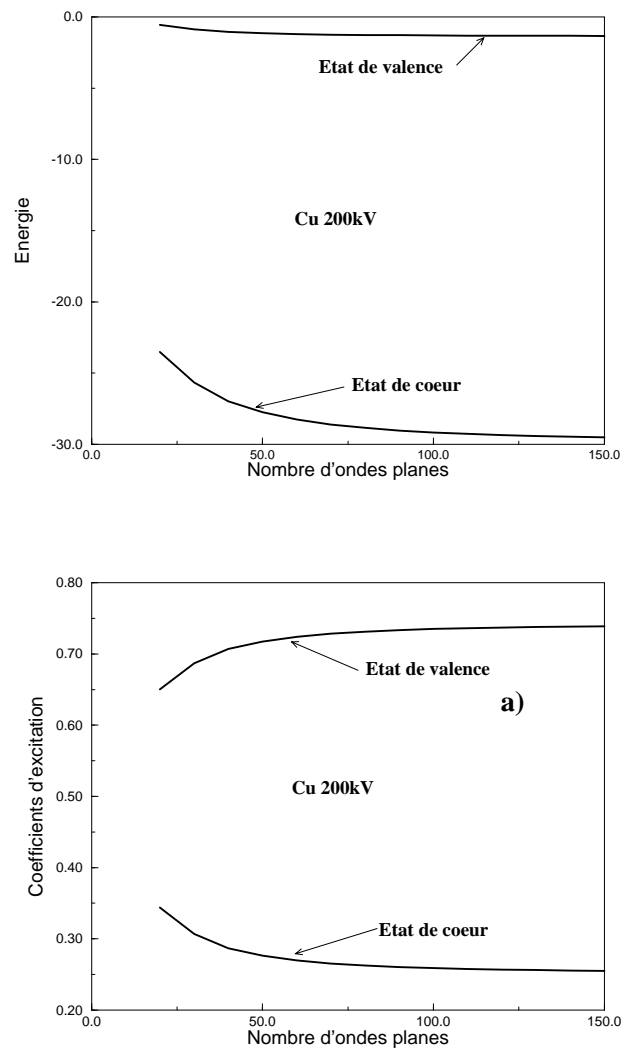 0.0
Etat de valence
-10.0
Energie
Cu 200kV
-20.0
Etat de coeur
-30.0
0.0 50.0 100.0 150.0
Nombre d'ondes planes
0.80
0.70
Etat de valence
a)
0.60
Coefficients d'excitation
Cu 200kV
0.50
0.40
Etat de coeur
0.30
0.20
0.0 50.0 100.0 150.0
Nombre d'ondes planes